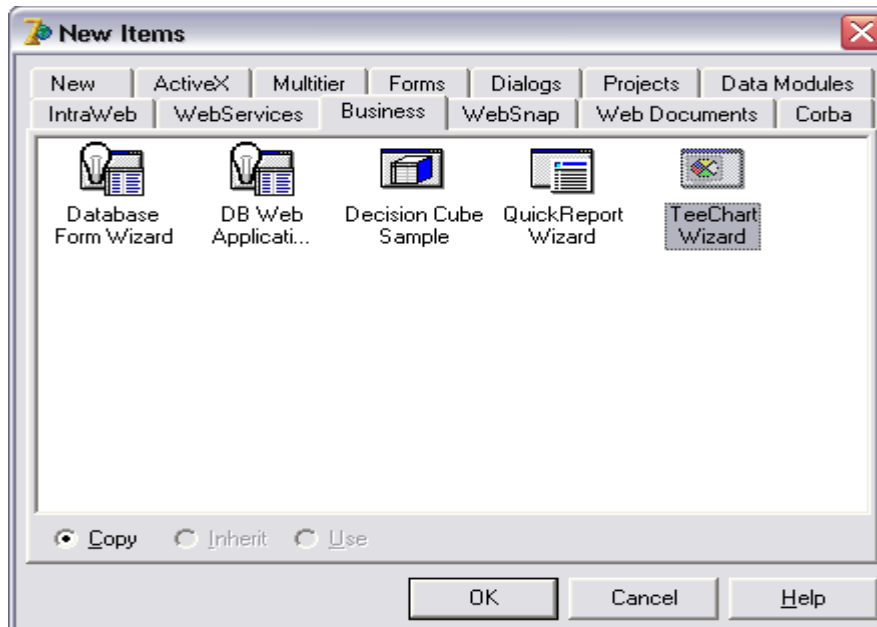 New Items
New ActiveX Multitier Forms Dialogs Projects Data Modules
IntraWeb WebServices Business WebSnap Web Documents Corba
Database Form Wizard
DB Web Applicati...
Decision Cube Sample
QuickReport Wizard
TeeChart Wizard
Copy Inherit Use
OK Cancel Help